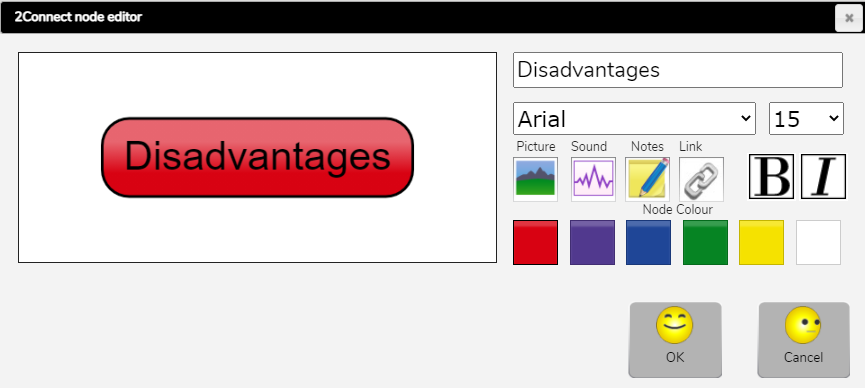 2Connect node editor
Disadvantages
Disadvantages
Arial 15
Picture Sound Notes Link
B I
Node Colour
OK Cancel